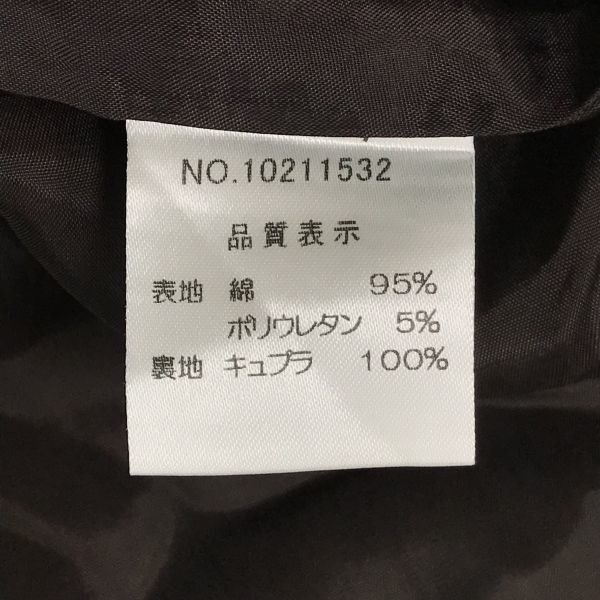 NO.10211532
品質表示
表地 綿 95%
ポリウレタン 5%
裏地 キュプラ 100%